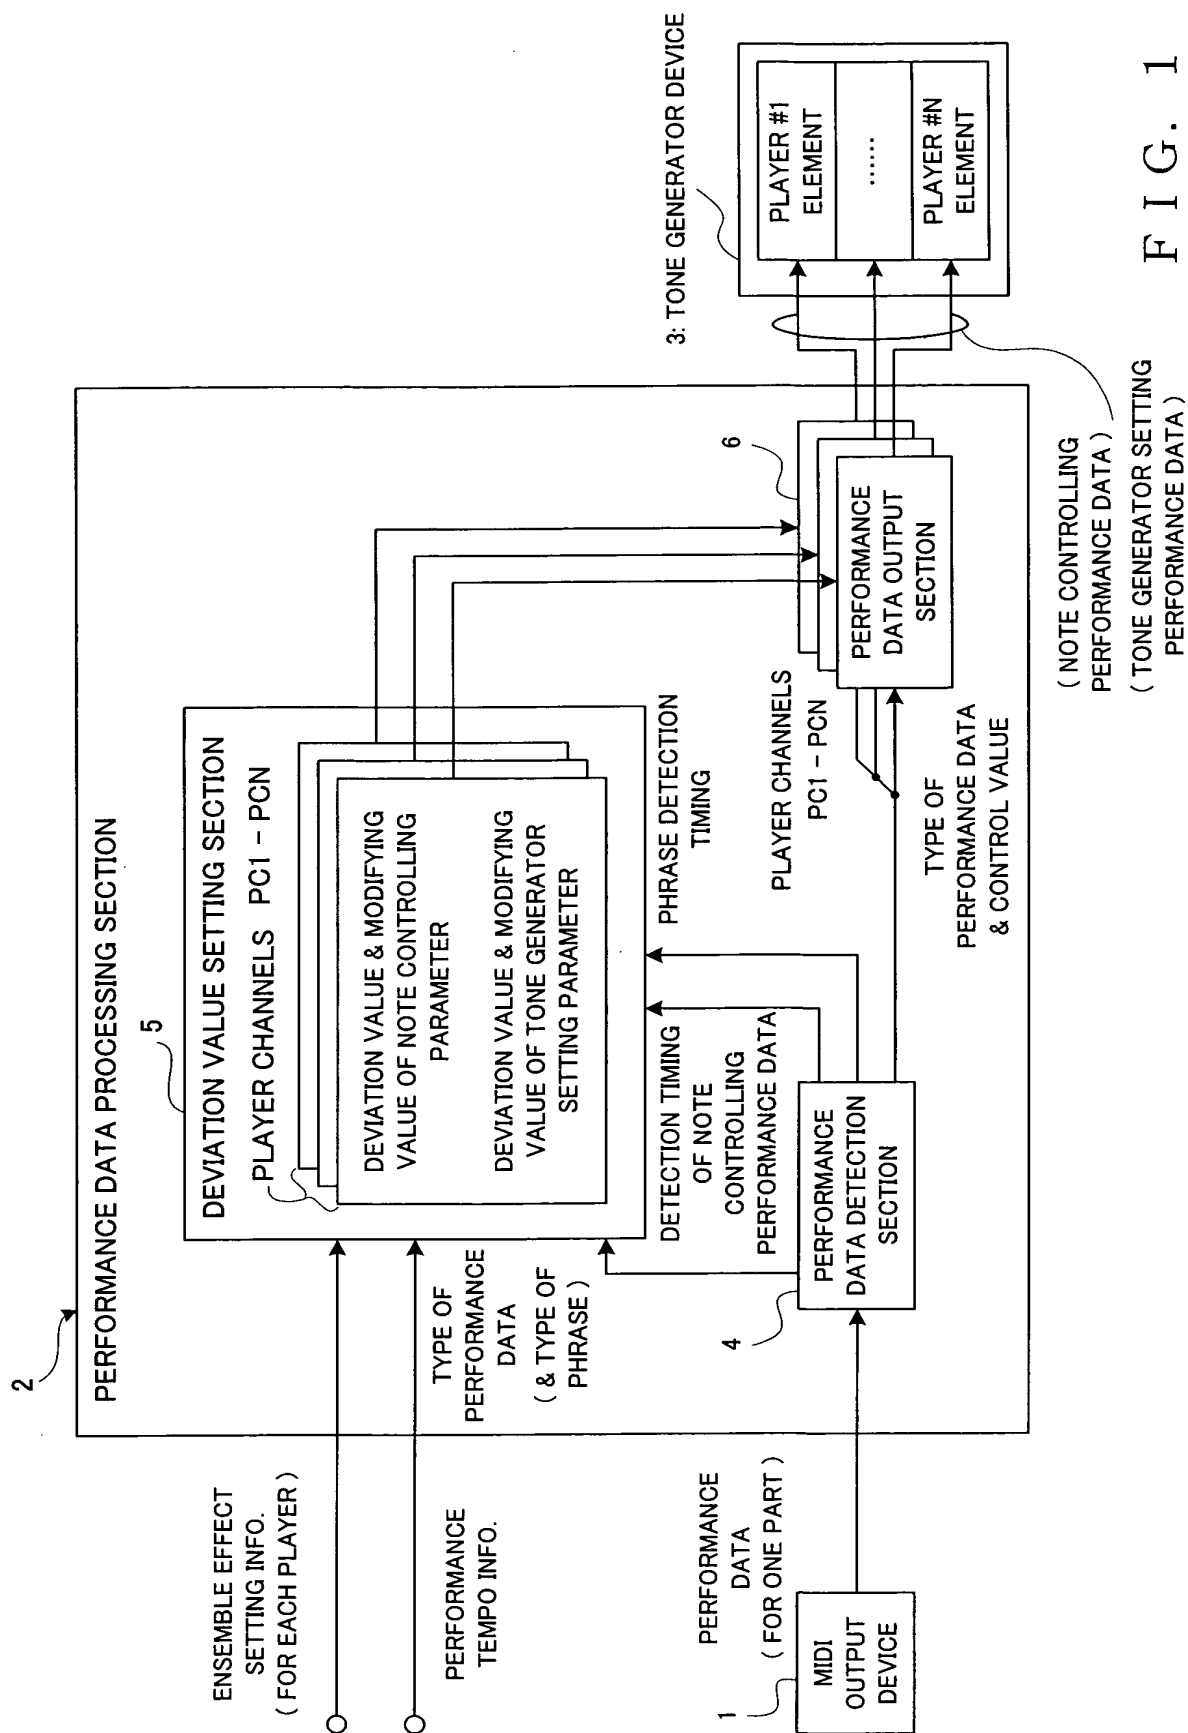 2
PERFORMANCE DATA PROCESSING SECTION
ENSEMBLE EFFECT
SETTING INFO.
( FOR EACH PLAYER )
PERFORMANCE
TEMPO INFO.
5
DEVIATION VALUE SETTING SECTION
PLAYER CHANNELS PC1 - PCN
DEVIATION VALUE & MODIFYING
VALUE OF NOTE CONTROLLING
PARAMETER
DEVIATION VALUE & MODIFYING
VALUE OF TONE GENERATOR
SETTING PARAMETER
TYPE OF
PERFORMANCE
DATA
( & TYPE OF
PHRASE )
DETECTION TIMING
OF NOTE
CONTROLLING
PERFORMANCE DATA
PHRASE DETECTION
TIMING
1
MIDI
OUTPUT
DEVICE
PERFORMANCE
DATA
( FOR ONE PART )
4
PERFORMANCE
DATA DETECTION
SECTION
TYPE OF
PERFORMANCE DATA
& CONTROL VALUE
PLAYER CHANNELS
PC1 - PCN
6
PERFORMANCE
DATA OUTPUT
SECTION
3: TONE GENERATOR DEVICE
PLAYER #1
ELEMENT
......
PLAYER #N
ELEMENT
( NOTE CONTROLLING
PERFORMANCE DATA )
( TONE GENERATOR SETTING
PERFORMANCE DATA )
FIG. 1